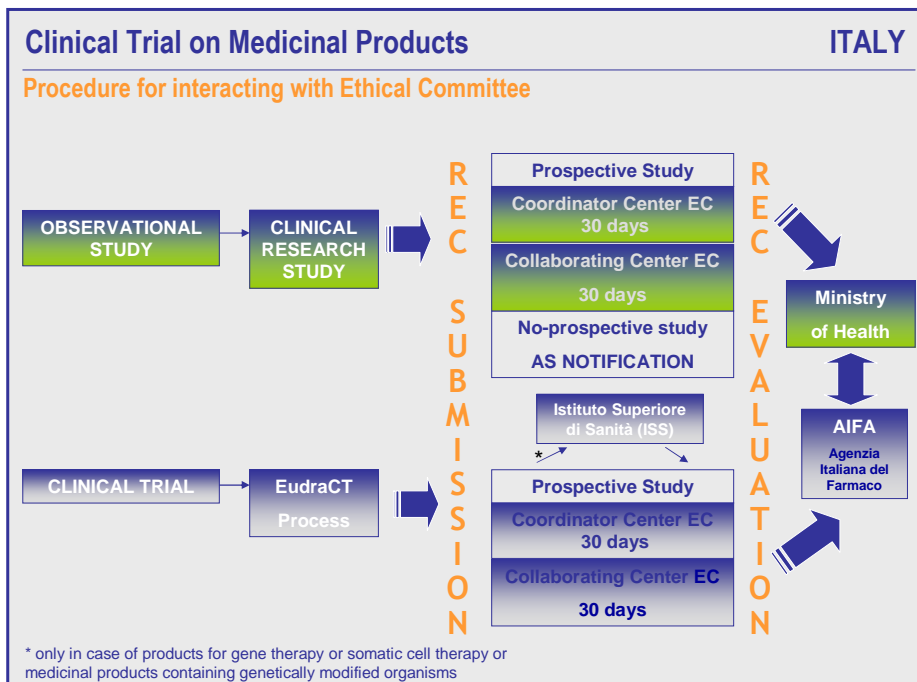 Clinical Trial on Medicinal Products
ITALY
Procedure for interacting with Ethical Committee
OBSERVATIONAL
STUDY
CLINICAL
RESEARCH
STUDY
REC SUBMISSION
Prospective Study
Coordinator Center EC
30 days
Collaborating Center EC
30 days
No-prospective study
AS NOTIFICATION
REC EVALUATION
Ministry
of Health
AIFA
Agenzia
Italiana del
Farmaco
Istituto Superiore
di Sanità (ISS)
*
CLINICAL TRIAL
EudraCT
Process
Prospective Study
Coordinator Center EC
30 days
Collaborating Center EC
30 days
* only in case of products for gene therapy or somatic cell therapy or
medicinal products containing genetically modified organisms